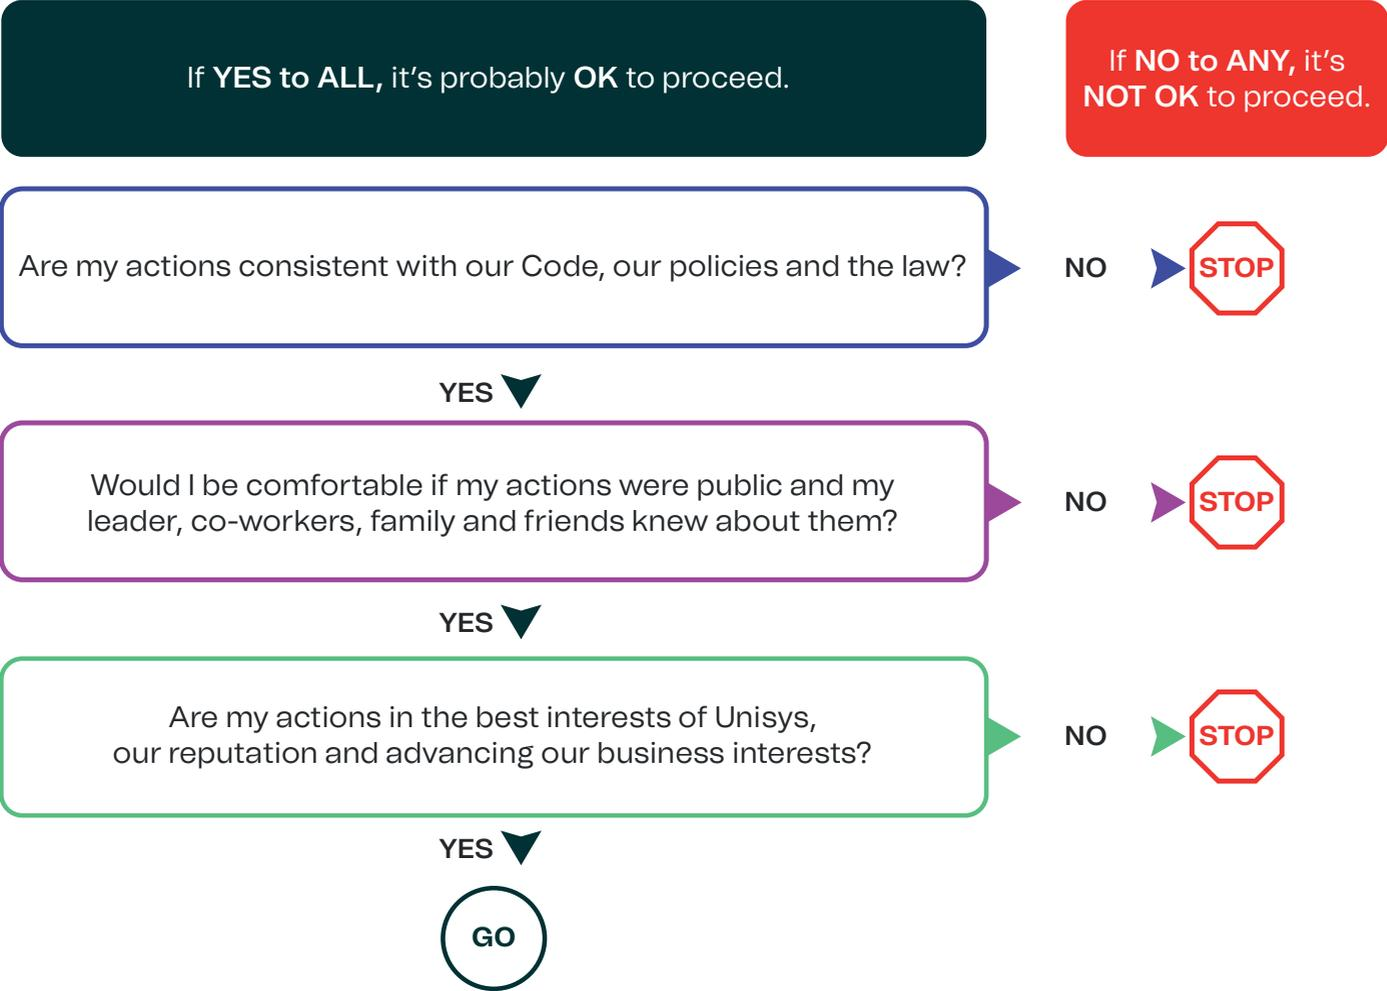 If YES to ALL, it’s probably OK to proceed.
If NO to ANY, it’s
NOT OK to proceed.
Are my actions consistent with our Code, our policies and the law?
NO
STOP
YES
Would I be comfortable if my actions were public and my
leader, co-workers, family and friends knew about them?
NO
STOP
YES
Are my actions in the best interests of Unisys,
our reputation and advancing our business interests?
NO
STOP
YES
GO